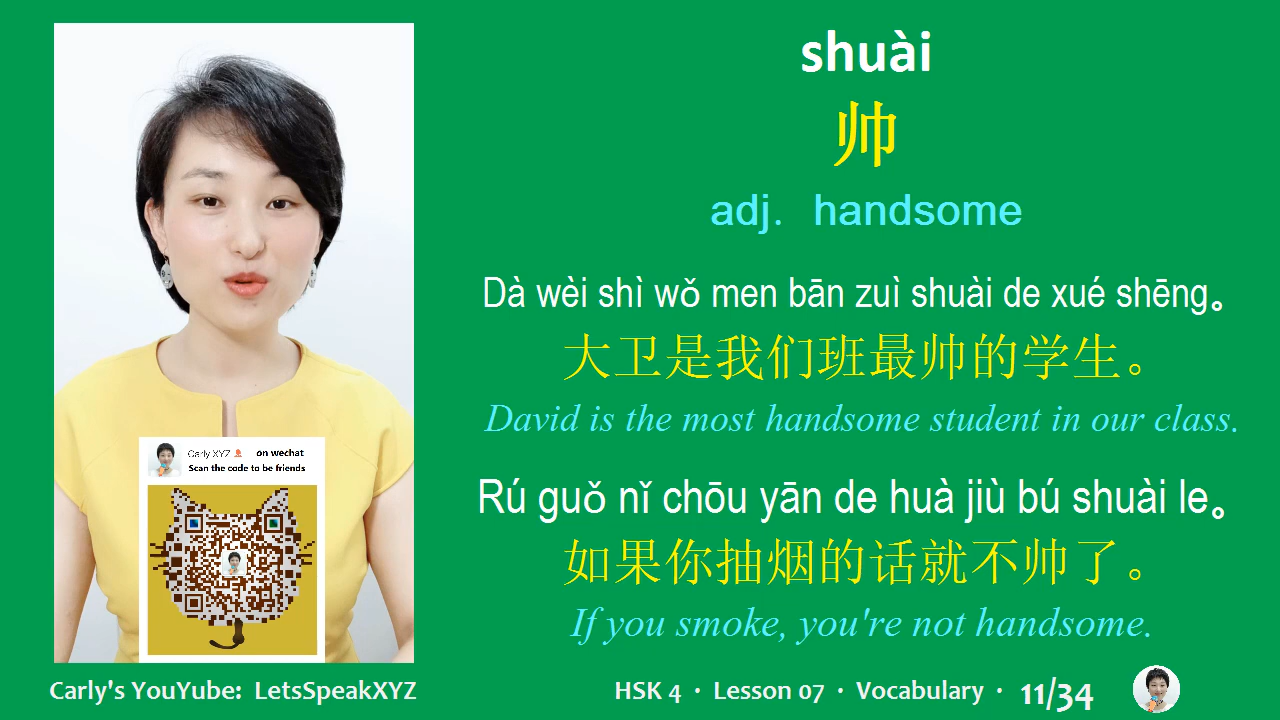 shuài
帅
adj. handsome
Dà wèi shì wǒ men bān zuì shuài de xué shēng。
大卫是我们班最帅的学生。
David is the most handsome student in our class.
Rú guǒ nǐ chōu yān de huà jiù bú shuài le。
如果你抽烟的话就不帅了。
If you smoke, you're not handsome.
Carly XYZ on wechat
Scan the code to be friends
Carly's YouYube: LetsSpeakXYZ
HSK 4 · Lesson 07 · Vocabulary · 11/34